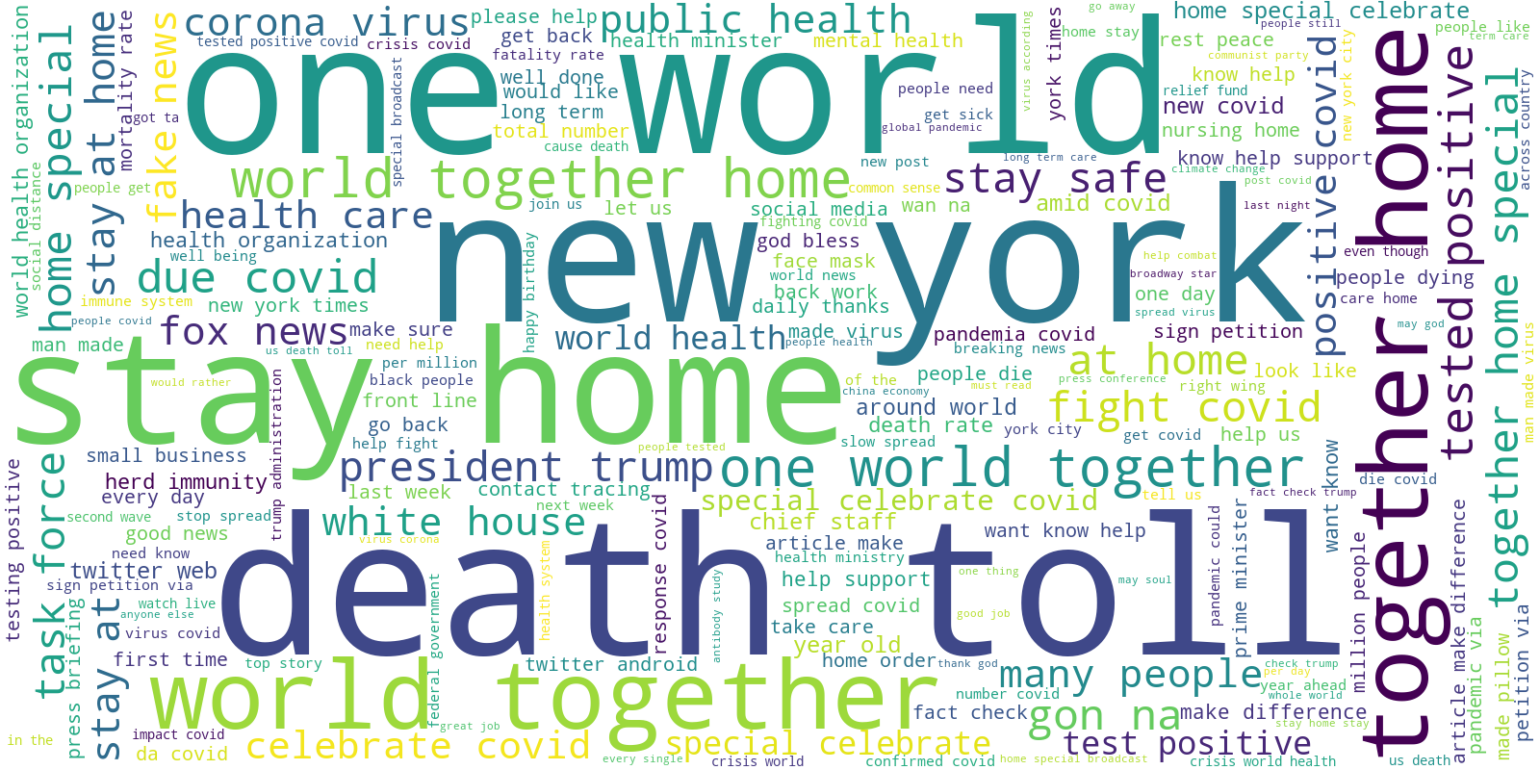 world health organization
home special
stay at home
mortality rate
fake news
corona virus
tested positive covid
crisis covid
please help
get back
fatality rate
public health
health minister
mental health
go away
home stay
home special celebrate
people still
people like
term care
rest peace
communist party
york times
virus according
one world
special broadcast
well done
would like
long term
total number
cause death
people need
get sick
global pandemic
know help
relief fund
new covid
nursing home
new york city
positive covid
together home
tested positive
together home special
across country
got ta
social distance
people get
world together home
new post
long term care
stay safe
know help support
climate change
post covid
common sense
health care
join us
let us
social media
wan na
amid covid
last night
fighting covid
health organization
well being
god bless
face mask
world news
back work
daily thanks
happy birthday
new york
special day
help combat
broadway star
one day
spread virus
even though
people dying
care home
may god
due covid
immune system
new york times
people covid
fox news
make sure
man made
us death toll
need help
world health
made virus
people health
pandemia covid
breaking news
sign petition
stay home
would rather
per million
black people
front line
go back
help fight
people tested
of the
people die
china economy
must read
press conference
at home
right wing
look like
around world
death rate
slow spread
york city
fight covid
get covid
help us
man made virus
small business
herd immunity
every day
trump administration
president trump
one world together
want know
die covid
task force
testing positive
second wave
stop spread
good news
last week
contact tracing
next week
white house
response covid
special celebrate covid
tell us
fact check trump
chief staff
want know help
virus corona
article make
health ministry
prime minister
pandemic could
million people
article make difference
need know
twitter web
sign petition via
watch live
anyone else
virus covid
death toll
help support
one thing
may soul
spread covid
good job
take care
antibody study
health system
federal government
year old
stay at
press briefing
first time
top story
world together
twitter android
home order
thank god
many people
check trump
per day
year ahead
whole world
number covid
fact check
gon na
make difference
stay home stay
pandemic via
made pillow
petition via
in the
impact covid
da covid
celebrate covid
great job
every single
special celebrate
crisis world
confirmed covid
home special broadcast
test positive
crisis world health
us death